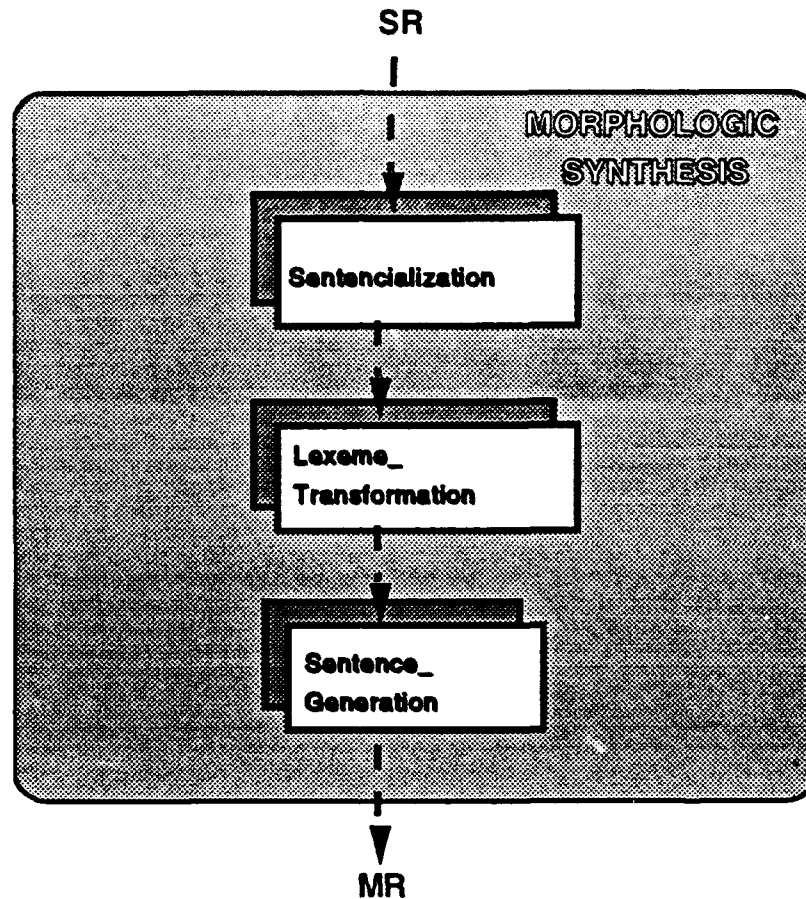 SR
MORPHOLOGIC
SYNTHESIS
Sentencialization
Lexeme_
Transformation
Sentence_
Generation
MR